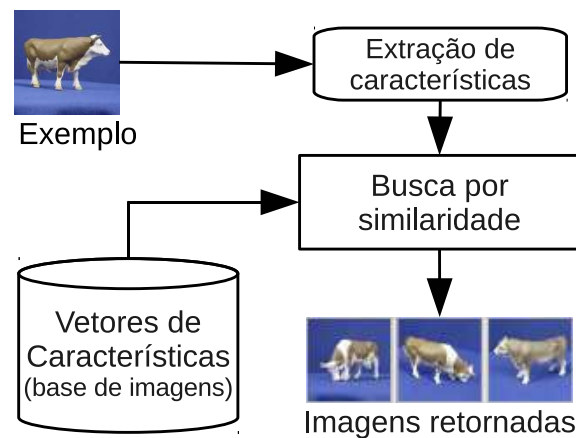 Exemplo
Extração de
características
Busca por
similaridade
Vetores de
Características
(base de imagens)
Imagens retornadas